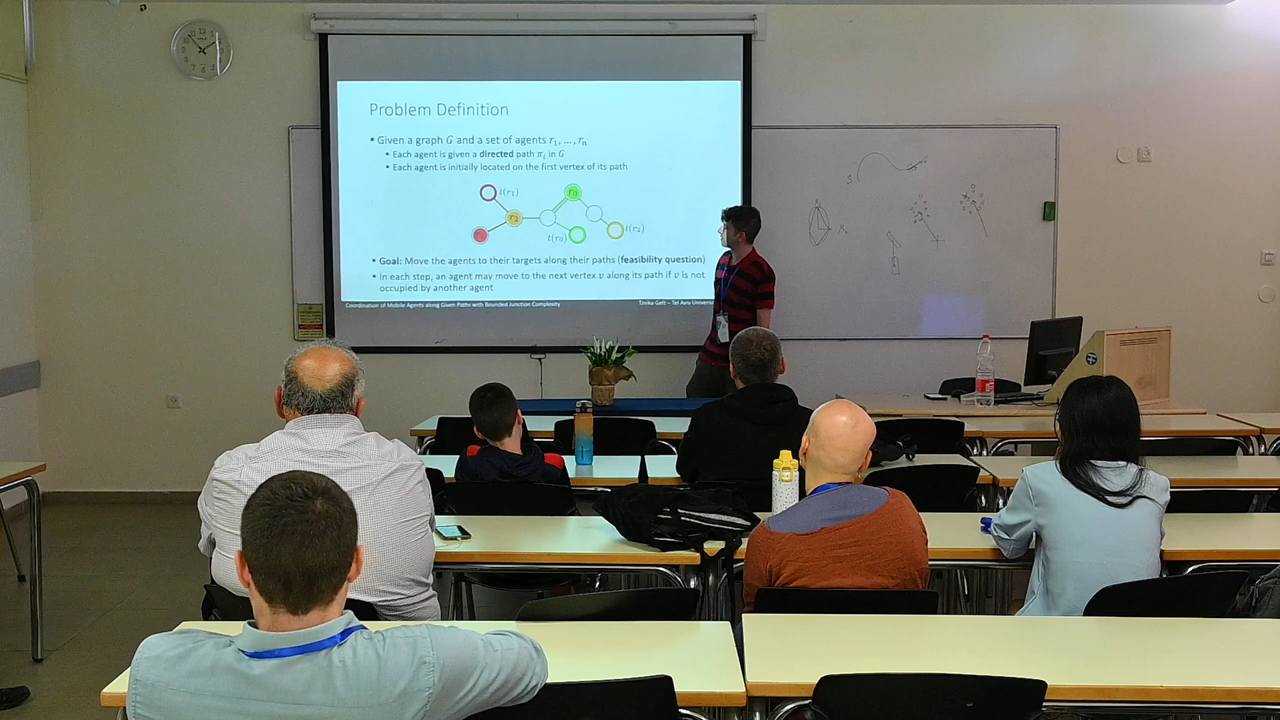 Problem Definition
▪ Given a graph G and a set of agents r₁, …, rₙ
▪ Each agent is given a directed path πᵢ in G
▪ Each agent is initially located on the first vertex of its path
t(r₁)
t(r₂)
▪ Goal: Move the agents to their targets along their paths (feasibility question)
▪ In each step, an agent may move to the next vertex v along its path if v is not
occupied by another agent
Coordination of Mobile Agents along Given Paths with Bounded Junction Complexity
Tzvika Geft – Tel Aviv Univers
S